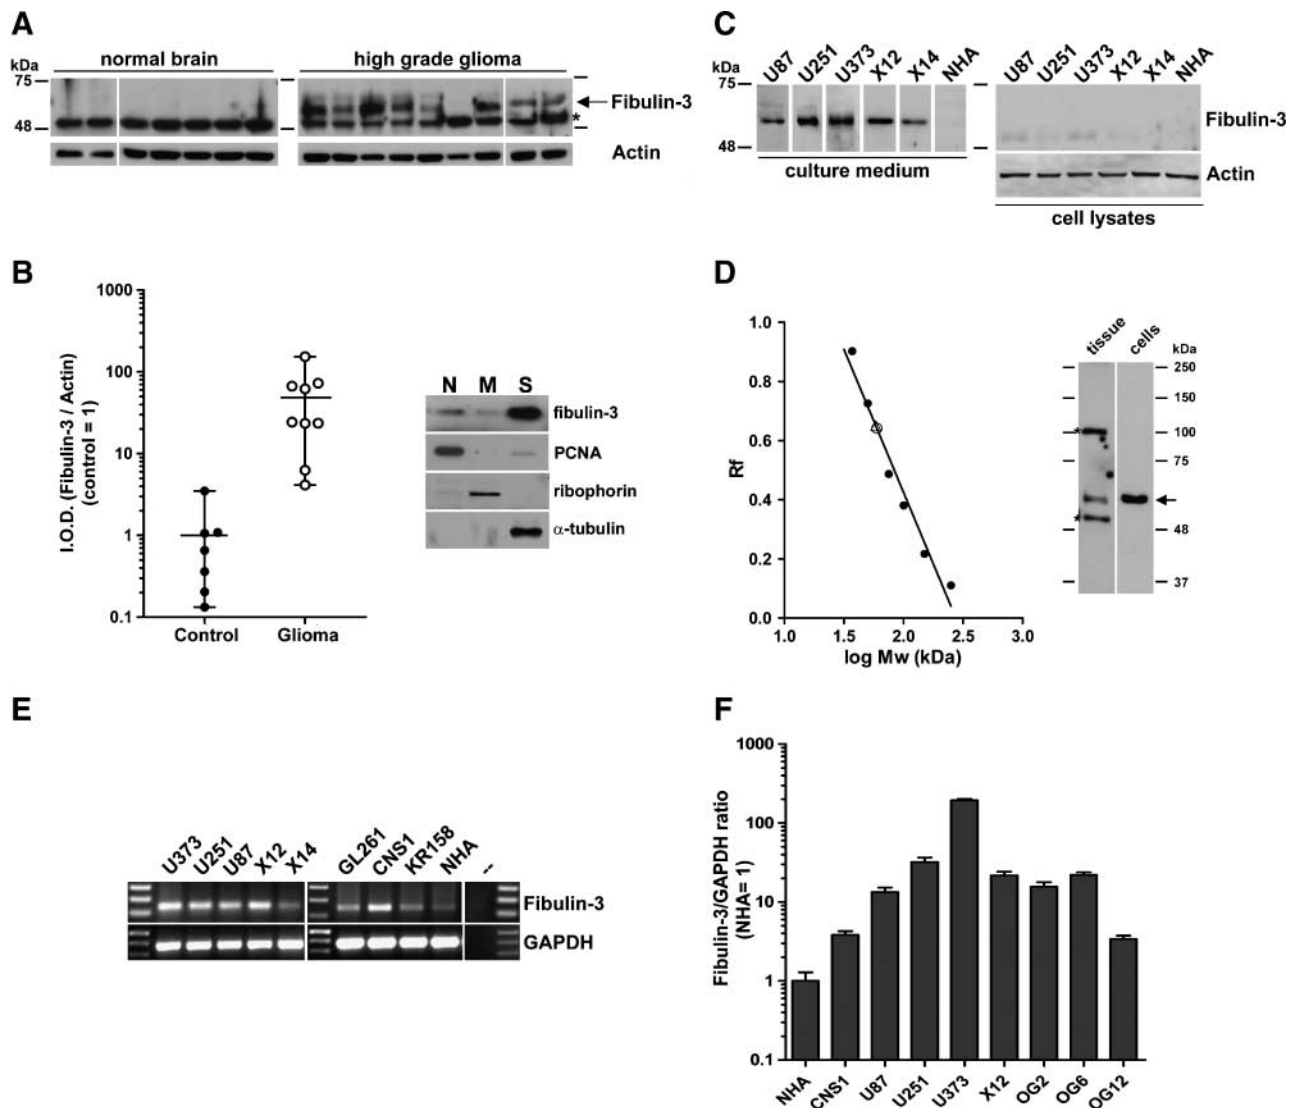 A
normal brain
high grade glioma
kDa
75
48
Fibulin-3
*
Actin
C
U87
U251
U373
X12
X14
NHA
U87
U251
U373
X12
X14
NHA
75
48
Fibulin-3
Actin
culture medium
cell lysates
B
I.O.D. (Fibulin-3 / Actin)
(control = 1)
1000
100
10
1
0.1
Control
Glioma
N
M
S
fibulin-3
PCNA
ribophorin
α-tubulin
D
Rf
1.0
0.8
0.6
0.4
0.2
0.0
1.0
1.5
2.0
2.5
3.0
log Mw (kDa)
tissue
cells
kDa
250
150
100
75
48
37
*
*
E
U373
U251
U87
X12
X14
GL261
CNS1
KR158
NHA
--
Fibulin-3
GAPDH
F
Fibulin-3/GAPDH ratio
(NHA= 1)
1000
100
10
1
0.1
NHA
CNS1
U87
U251
U373
X12
OG2
OG6
OG12